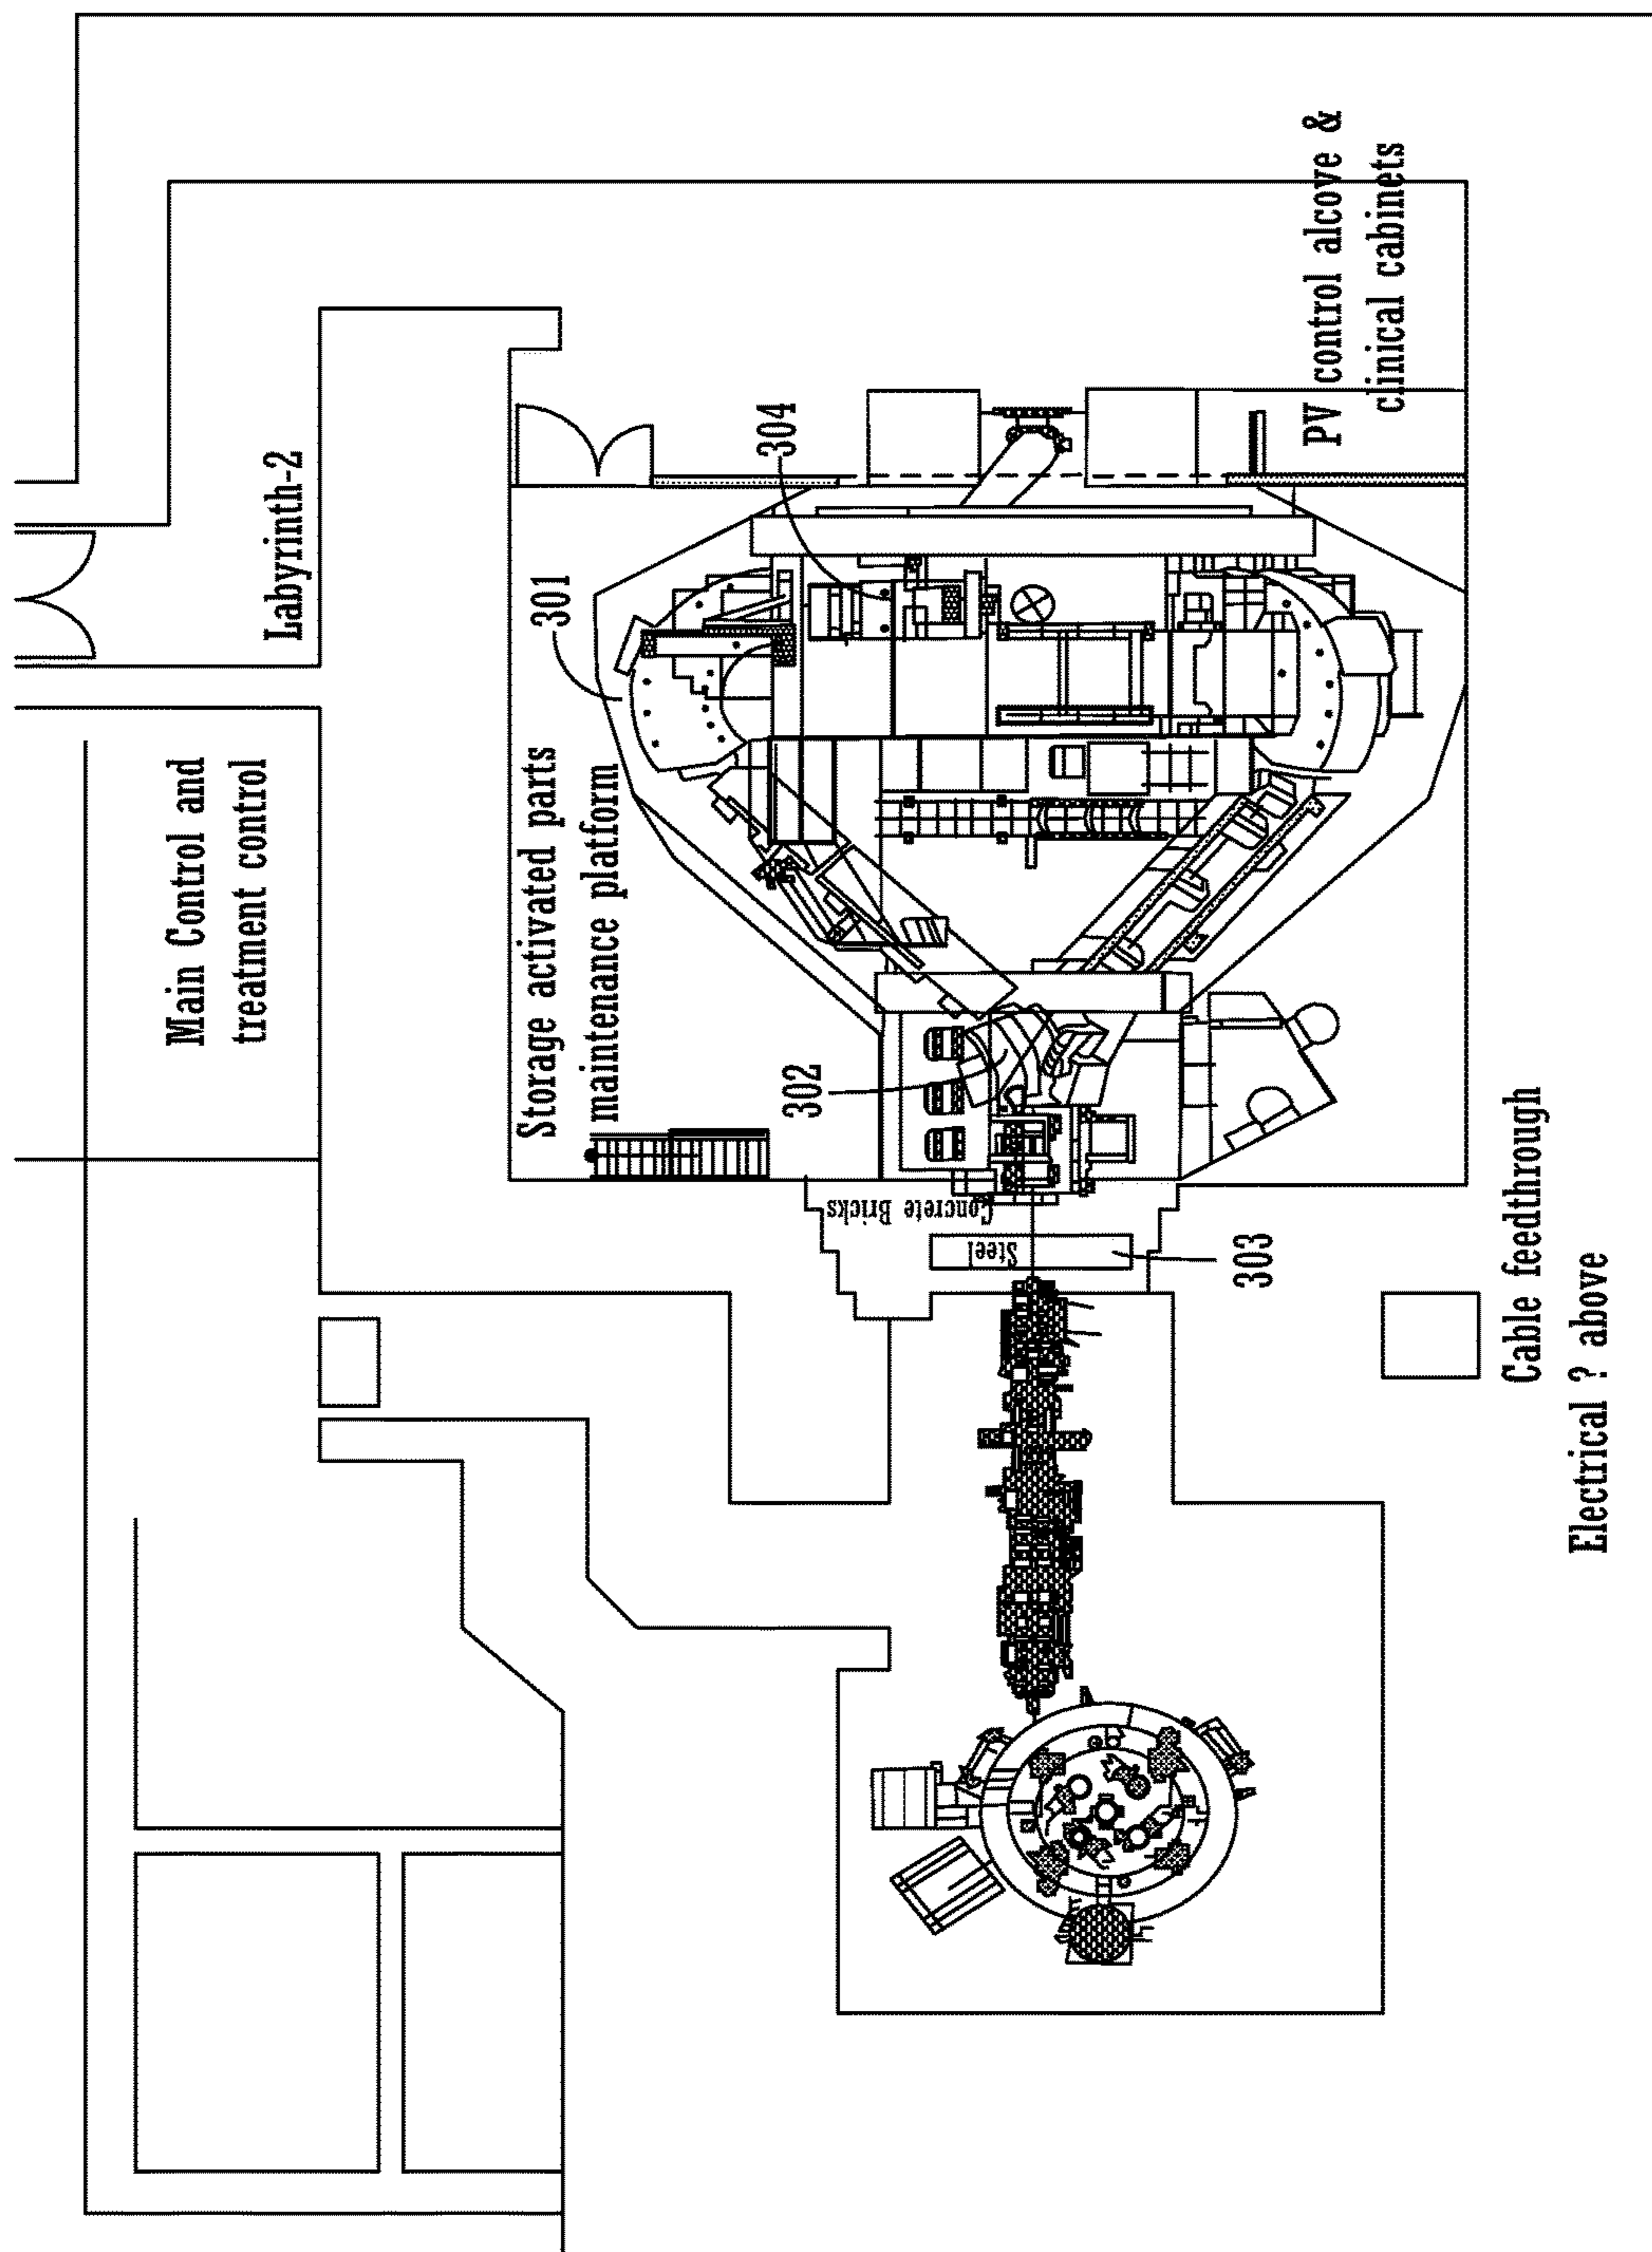 Main Control and
treatment control
Labyrinth-2
Storage activated parts
maintenance platform
301
304
302
Concrete Bricks
Steel
303
PV control alcove &
clinical cabinets
Cable feedthrough
Electrical ? above